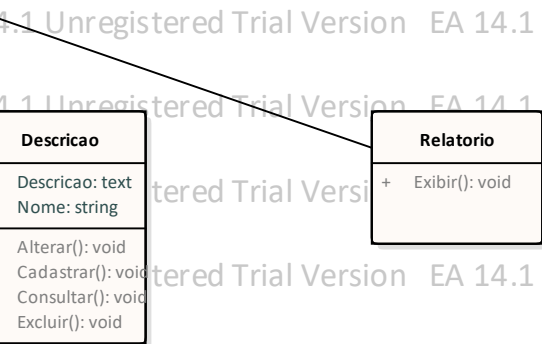 4.1 Unregistered Trial Version EA 14.1
4.1 Unregistered Trial Version EA 14.1
Descricao
Descricao: text
Nome: string
Alterar(): void
Cadastrar(): void
Consultar(): void
Excluir(): void
Relatorio
+ Exibir(): void
tered Trial Versi
tered Trial Version EA 14.1